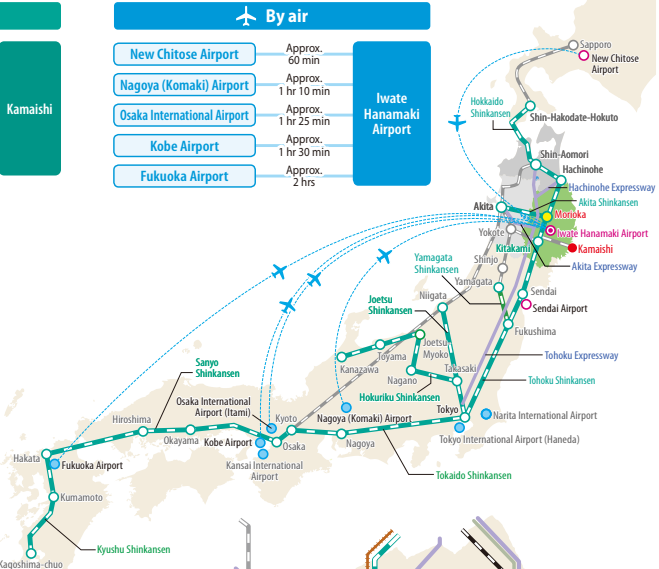 By air
Kamaishi
New Chitose Airport
Approx.
60 min
Nagoya (Komaki) Airport
Approx.
1 hr 10 min
Osaka International Airport
Approx.
1 hr 25 min
Kobe Airport
Approx.
1 hr 30 min
Fukuoka Airport
Approx.
2 hrs
Iwate
Hanamaki
Airport
Sapporo
New Chitose
Airport
Hokkaido
Shinkansen
Shin-Hakodate-Hokuto
Shin-Aomori
Hachinohe
Hachinohe Expressway
Akita Shinkansen
Akita
Morioka
Yokote
Iwate Hanamaki Airport
Kitakami
Kamaishi
Akita Expressway
Shinjo
Yamagata
Shinkansen
Yamagata
Sendai
Sendai Airport
Niigata
Joetsu
Shinkansen
Fukushima
Joetsu
Myoko
Toyama
Kanazawa
Nagano
Takasaki
Tohoku Expressway
Tohoku Shinkansen
Hokuriku Shinkansen
Sanyo
Shinkansen
Osaka International
Airport (Itami)
Kyoto
Nagoya (Komaki) Airport
Tokyo
Narita International Airport
Tokyo International Airport (Haneda)
Hiroshima
Okayama
Kobe Airport
Osaka
Nagoya
Kansai International
Airport
Hakata
Fukuoka Airport
Tokaido Shinkansen
Kumamoto
Kyushu Shinkansen
Kagoshima-chuo